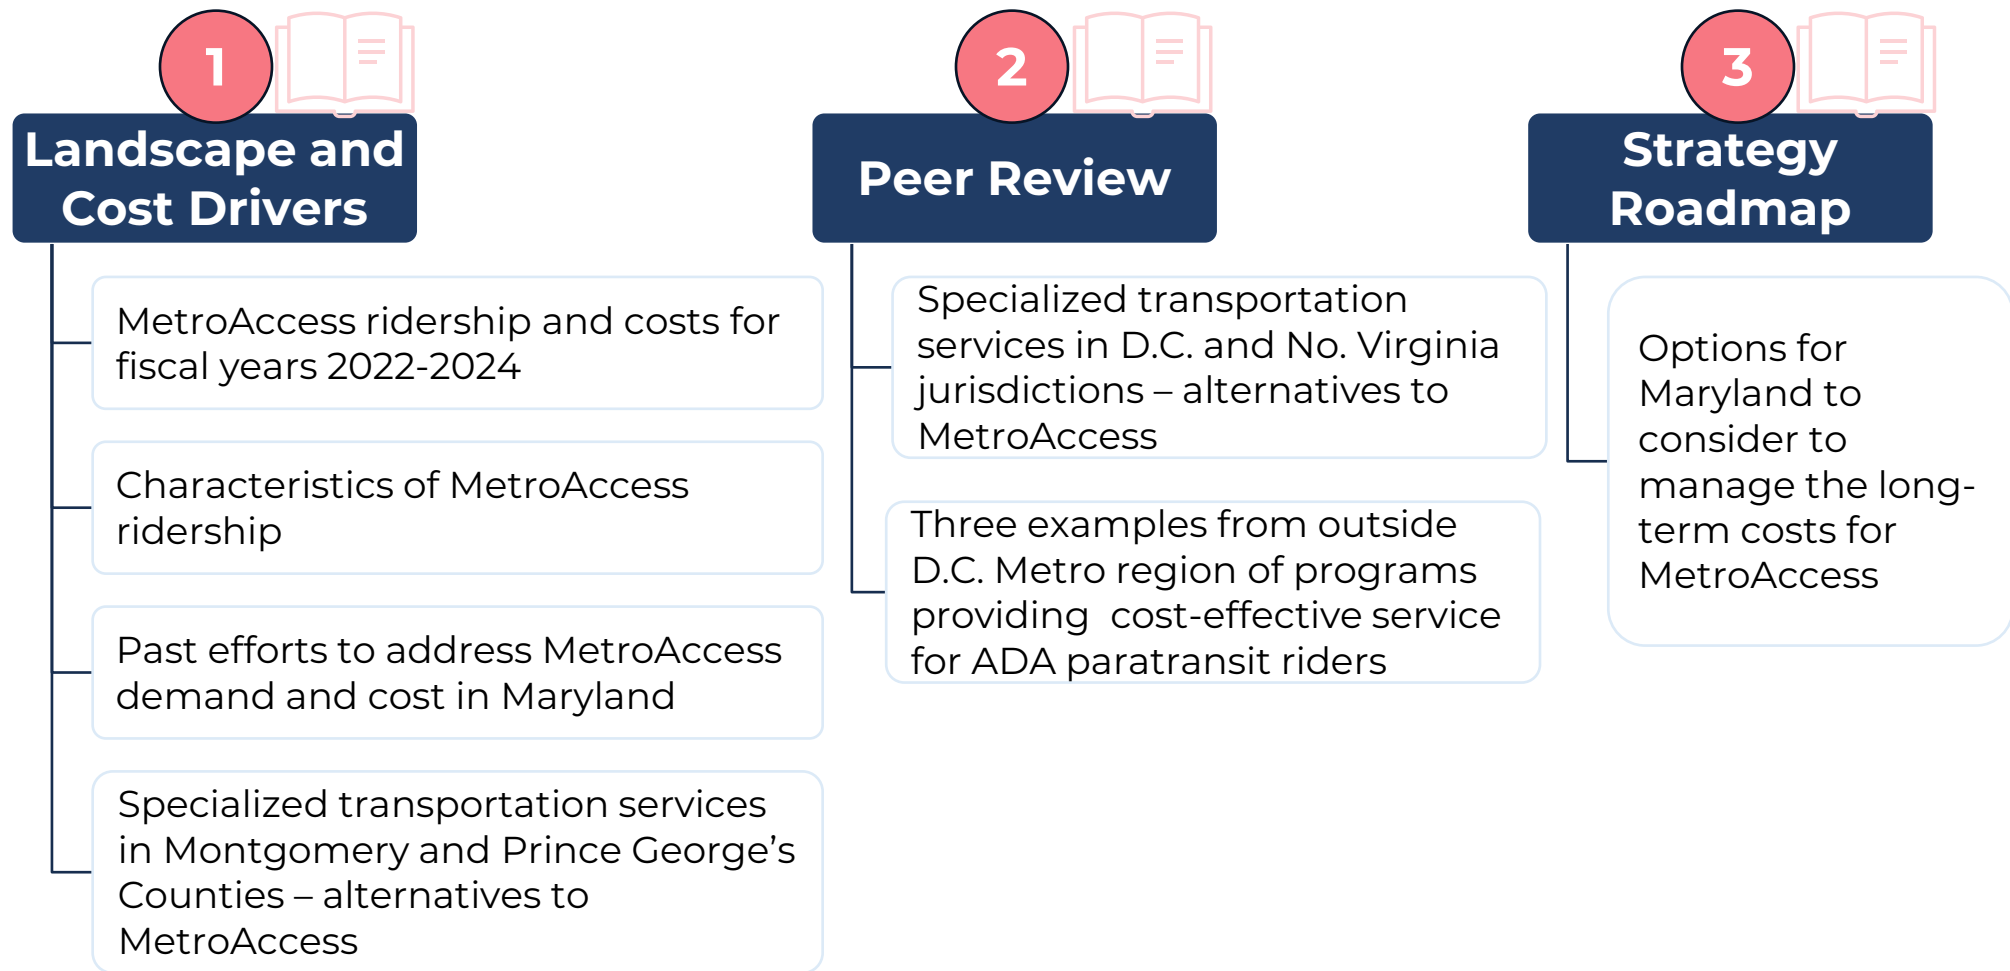 1
Landscape and
Cost Drivers
MetroAccess ridership and costs for
fiscal years 2022-2024
Characteristics of MetroAccess
ridership
Past efforts to address MetroAccess
demand and cost in Maryland
Specialized transportation services
in Montgomery and Prince George’s
Counties – alternatives to
MetroAccess
2
Peer Review
Specialized transportation
services in D.C. and No. Virginia
jurisdictions – alternatives to
MetroAccess
Three examples from outside
D.C. Metro region of programs
providing  cost-effective service
for ADA paratransit riders
3
Strategy
Roadmap
Options for
Maryland to
consider to
manage the long-
term costs for
MetroAccess